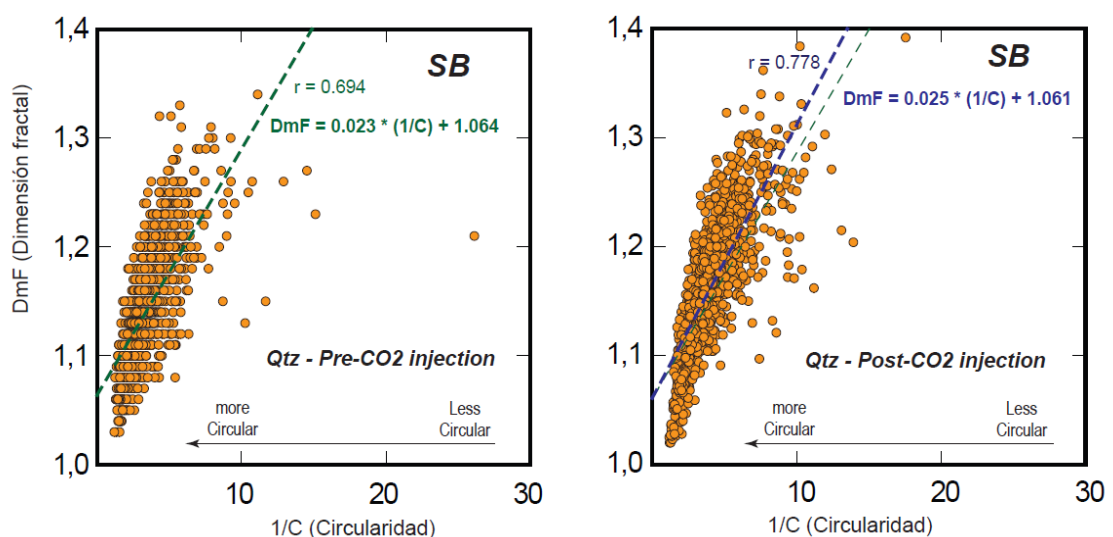 1,4
1,3
1,2
1,1
1,0
DmF (Dimensión fractal)
SB
r = 0.694
DmF = 0.023 * (1/C) + 1.064
Qtz - Pre-CO2 injection
more
Circular
Less
Circular
10
20
30
1/C (Circularidad)
1,4
1,3
1,2
1,1
1,0
SB
r = 0.778
DmF = 0.025 * (1/C) + 1.061
Qtz - Post-CO2 injection
more
Circular
Less
Circular
10
20
30
1/C (Circularidad)